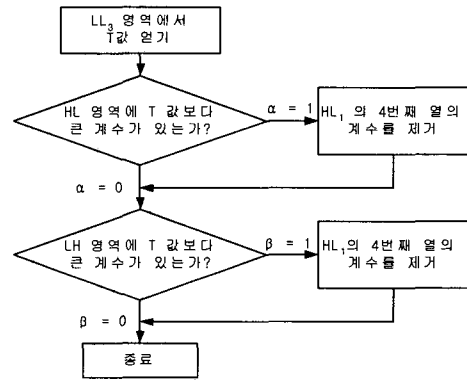 LL₃ 영역에서
T값 얻기
HL 영역에 T 값보다
큰 계수가 있는가?
α = 1
HL₁ 의 4번째 열의
계수를 제거
α = 0
LH 영역에 T 값보다
큰 계수가 있는가?
β = 1
HL₁의 4번째 열의
계수를 제거
β = 0
종료